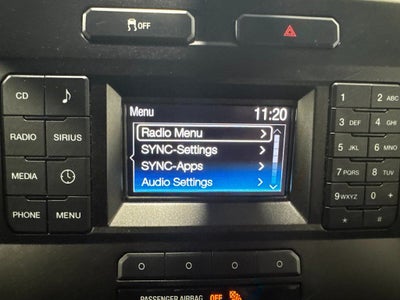 OFF
CD
RADIO SIRIUS
MEDIA
PHONE MENU
Menu 11:20
Radio Menu
SYNC-Settings
SYNC-Apps
Audio Settings
1 2 ABC
3 DEF 4 GHI
5 JKL 6 MNO
7 PQRS 8 TUV
9 WXYZ 0 +
* #
PASSENGER AIRBAG OFF